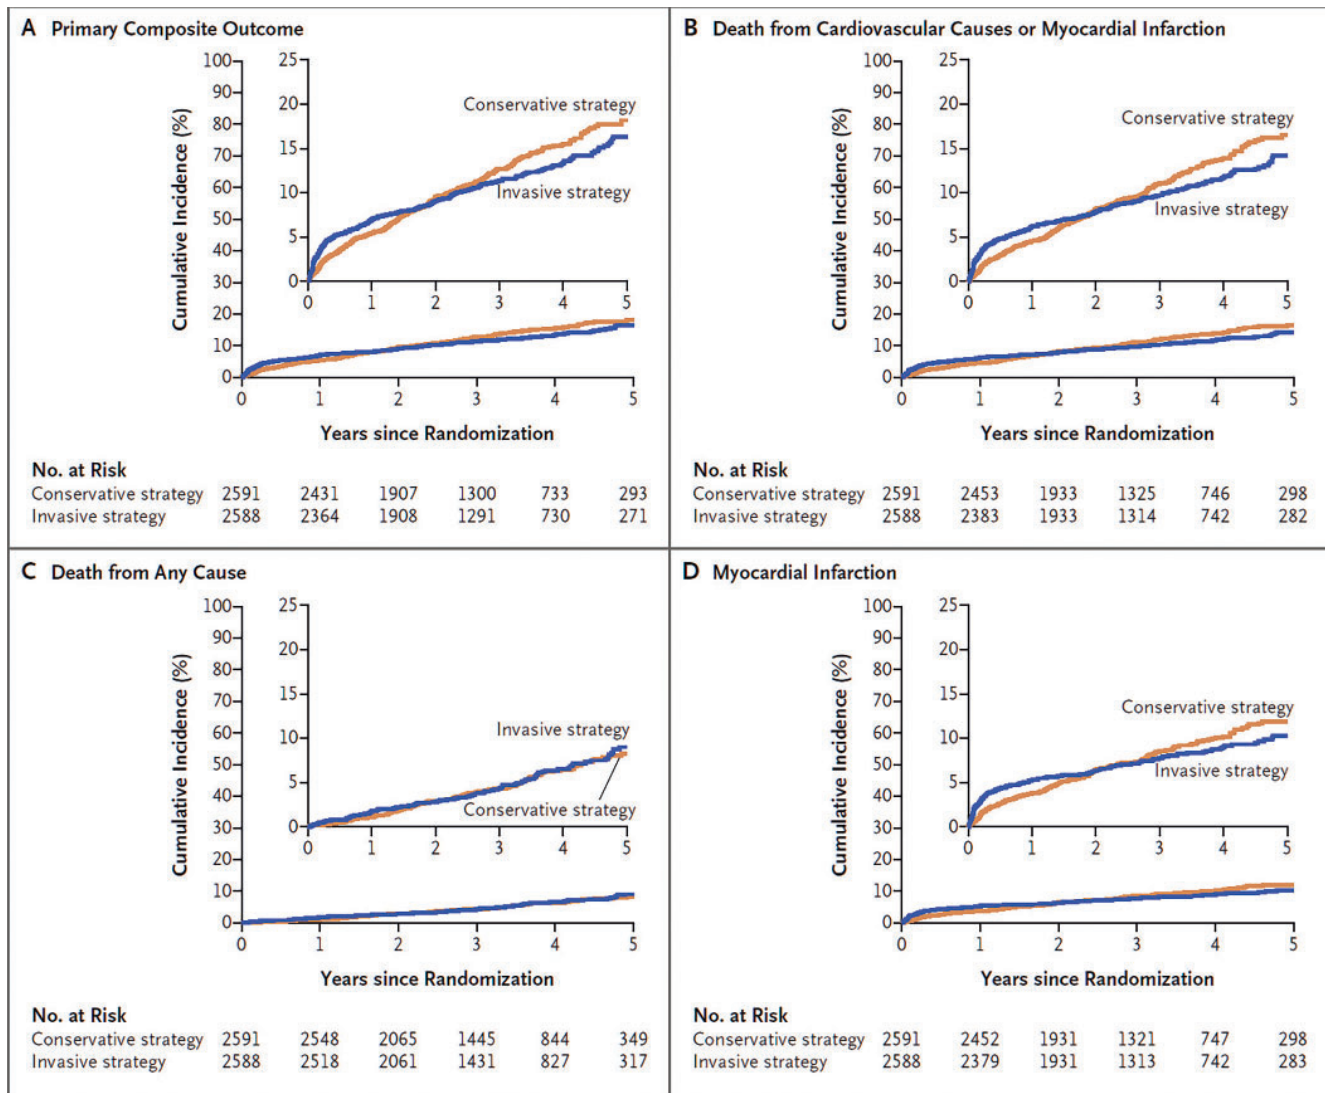 A Primary Composite Outcome
Cumulative Incidence (%)
100
90
80
70
60
50
40
30
20
10
0
25
20
15
10
5
0
Conservative strategy
Invasive strategy
0 1 2 3 4 5
0 1 2 3 4 5
Years since Randomization
No. at Risk
Conservative strategy 2591 2431 1907 1300 733 293
Invasive strategy 2588 2364 1908 1291 730 271
B Death from Cardiovascular Causes or Myocardial Infarction
Cumulative Incidence (%)
100
90
80
70
60
50
40
30
20
10
0
25
20
15
10
5
0
Conservative strategy
Invasive strategy
0 1 2 3 4 5
0 1 2 3 4 5
Years since Randomization
No. at Risk
Conservative strategy 2591 2453 1933 1325 746 298
Invasive strategy 2588 2383 1933 1314 742 282
C Death from Any Cause
Cumulative Incidence (%)
100
90
80
70
60
50
40
30
20
10
0
25
20
15
10
5
0
Invasive strategy
Conservative strategy
0 1 2 3 4 5
0 1 2 3 4 5
Years since Randomization
No. at Risk
Conservative strategy 2591 2548 2065 1445 844 349
Invasive strategy 2588 2518 2061 1431 827 317
D Myocardial Infarction
Cumulative Incidence (%)
100
90
80
70
60
50
40
30
20
10
0
25
20
15
10
5
0
Conservative strategy
Invasive strategy
0 1 2 3 4 5
0 1 2 3 4 5
Years since Randomization
No. at Risk
Conservative strategy 2591 2452 1931 1321 747 298
Invasive strategy 2588 2379 1931 1313 742 283